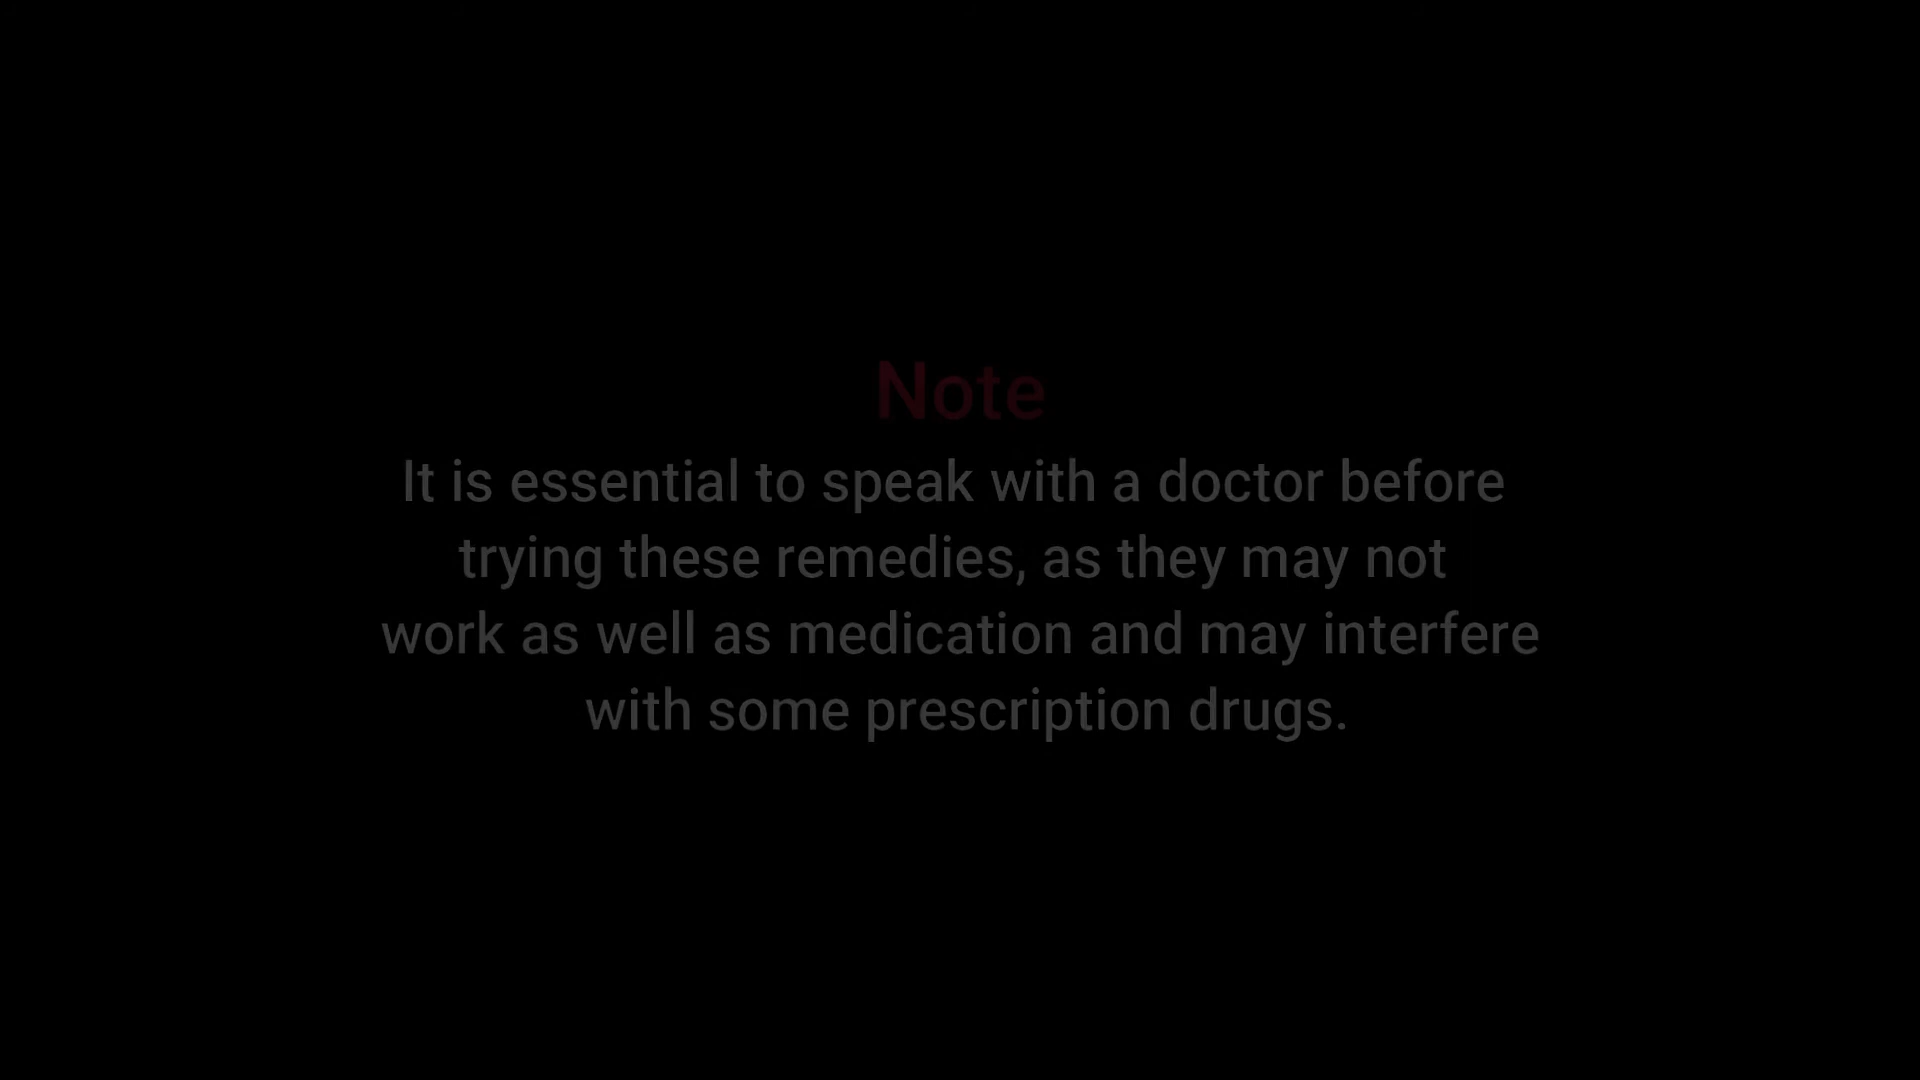 Note
It is essential to speak with a doctor before
trying these remedies, as they may not
work as well as medication and may interfere
with some prescription drugs.